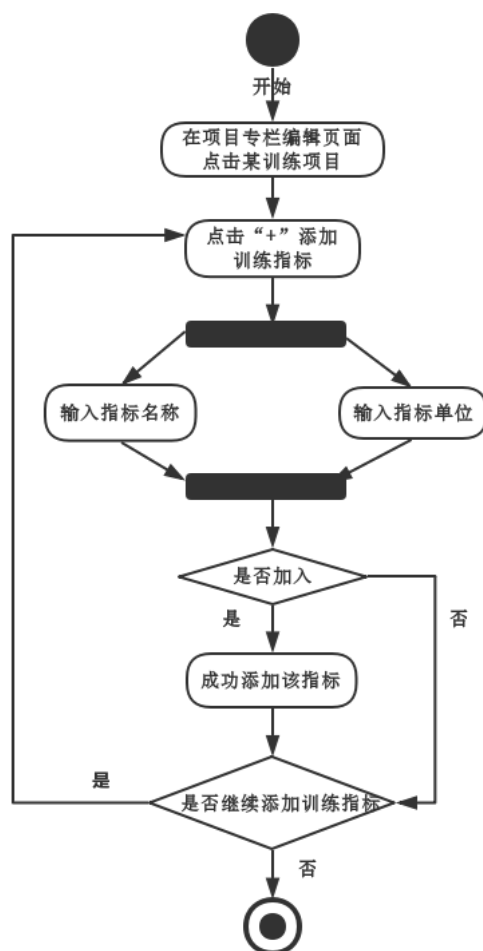 开始
在项目专栏编辑页面
点击某训练项目
点击“+”添加
训练指标
输入指标名称
输入指标单位
是否加入
是
否
成功添加该指标
是
是否继续添加训练指标
否